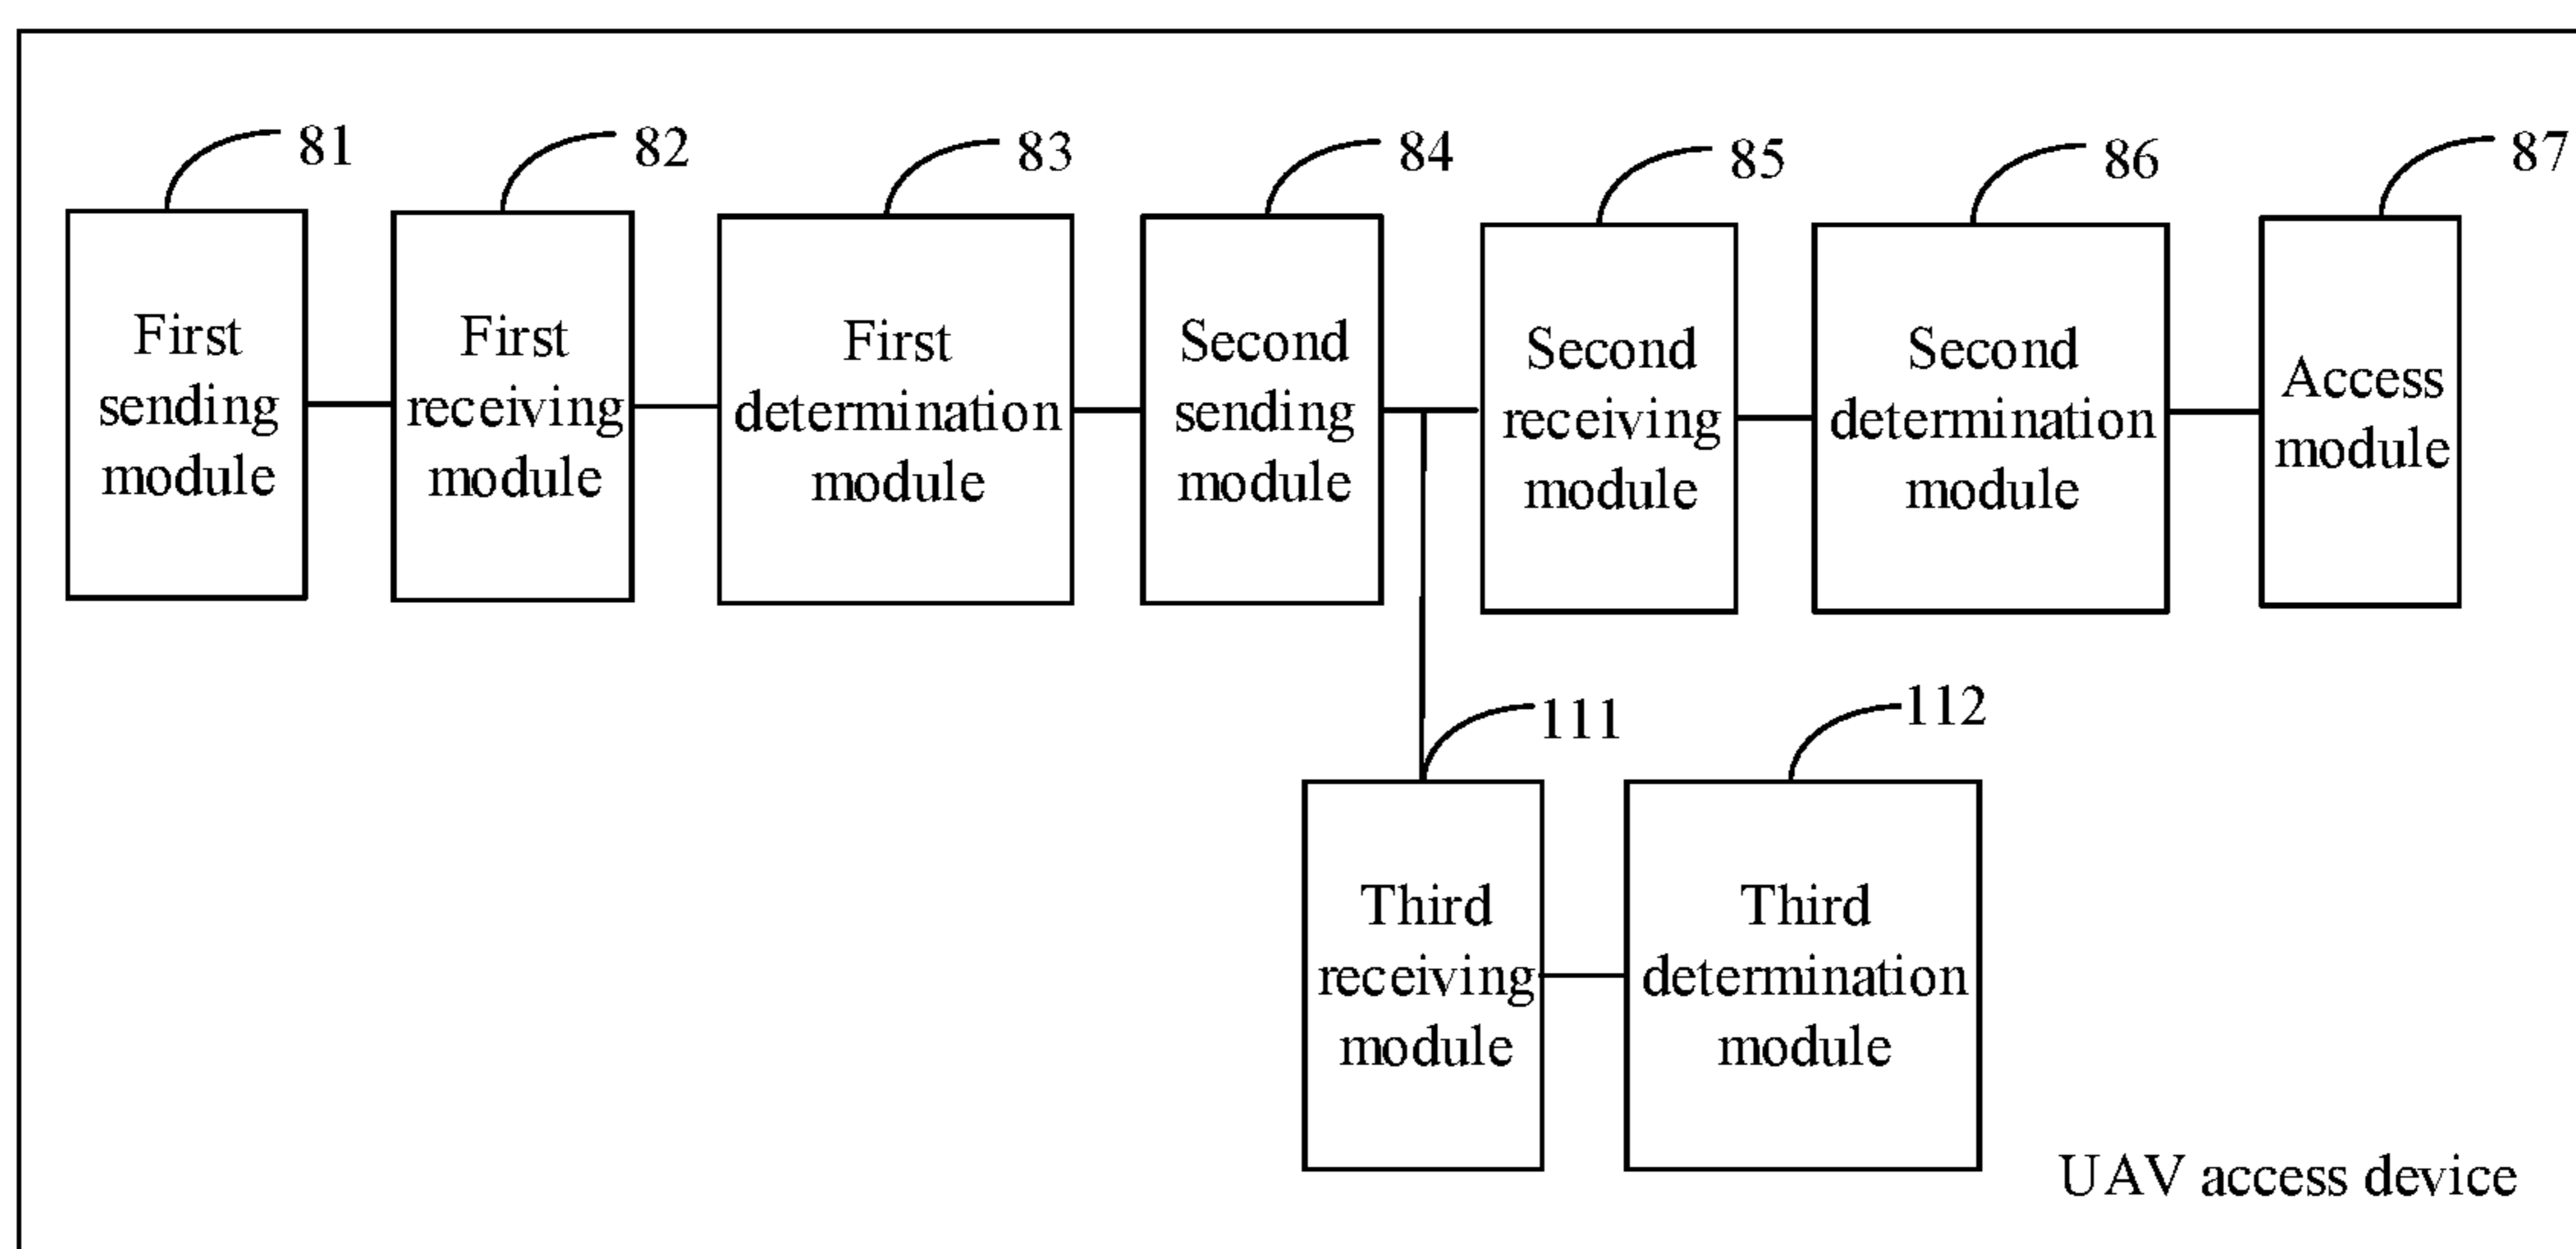 81
82
83
84
85
86
87
First
sending
module
First
receiving
module
First
determination
module
Second
sending
module
Second
receiving
module
Second
determination
module
Access
module
111
112
Third
receiving
module
Third
determination
module
UAV access device